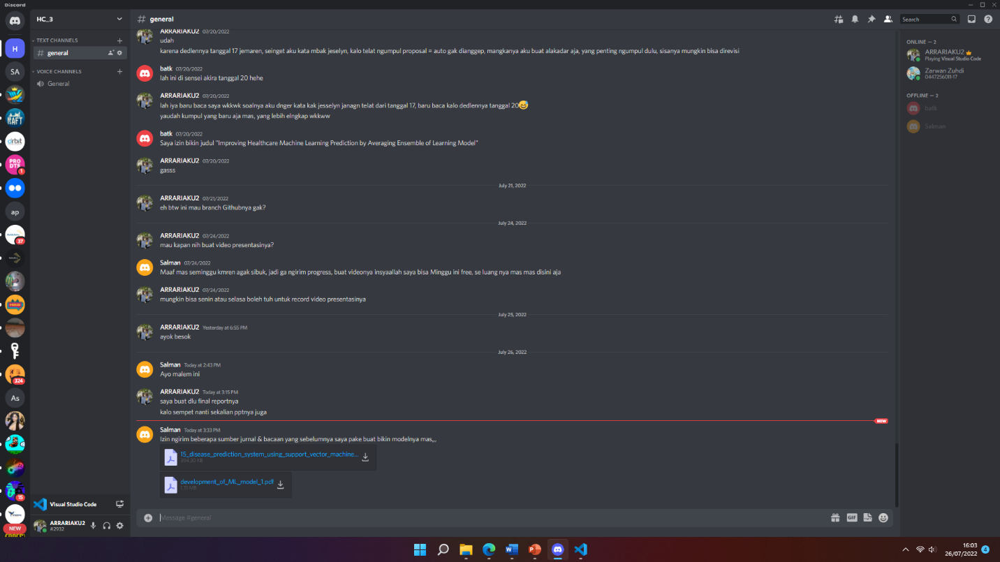 Discord
HC_3
general
Search
TEXT CHANNELS
general
VOICE CHANNELS
General
H
SA
PRO
DTS
1
RAFT
orbit
ap
37
324
As
15
NEW
ARRARIAKU2 07/20/2022
udah
karena dedlennya tanggal 17 jemaren, seinget aku kata mbak jeselyn, kalo telat ngumpul proposal = auto gak dianggep, mangkanya aku buat alakadar aja, yang penting ngumpul dulu, sisanya mungkin bisa direvisi
batk 07/20/2022
lah ini di sensei akira tanggal 20 hehe
ARRARIAKU2 07/20/2022
lah iya baru baca saya wkkwk soalnya aku dnger kata kak jesselyn janagn telat dari tanggal 17, baru baca kalo dedlennya tanggal 20😅
yaudah kumpul yang baru aja mas, yang lebih elngkap wkkww
batk 07/20/2022
Saya izin bikin judul "Improving Healthcare Machine Learning Prediction by Averaging Ensemble of Learning Model"
ARRARIAKU2 07/20/2022
gasss
July 21, 2022
ARRARIAKU2 07/21/2022
eh btw ini mau branch Githubnya gak?
July 24, 2022
ARRARIAKU2 07/24/2022
mau kapan nih buat video presentasinya?
Salman 07/24/2022
Maaf mas seminggu kmren agak sibuk, jadi ga ngirim progress, buat videonya insyaallah saya bisa Minggu ini free, se luang nya mas mas disini aja
ARRARIAKU2 07/24/2022
mungkin bisa senin atau selasa boleh tuh untuk record video presentasinya
July 25, 2022
ARRARIAKU2 Yesterday at 6:55 PM
ayok besok
July 26, 2022
Salman Today at 2:43 PM
Ayo malem ini
ARRARIAKU2 Today at 3:15 PM
saya buat dlu final reportnya
kalo sempet nanti sekalian pptnya juga
NEW
Salman Today at 3:33 PM
Izin ngirim beberapa sumber jurnal & bacaan yang sebelumnya saya pake buat bikin modelnya mas,,,
15_disease_prediction_system_using_support_vector_machine...
394.20 KB
development_of_ML_model_1.pdf
Message #general
GIF
ONLINE — 2
ARRARIAKU2
Playing Visual Studio Code
Zarwan Zuhdi
0447256011-17
OFFLINE — 2
batk
Salman
Visual Studio Code
ARRARIAKU2
#2932
16:03
26/07/2022
4